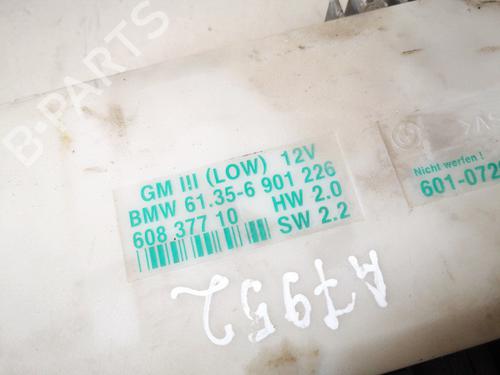 B-PARTS
GM III (LOW) 12V
BMW 61.35-6 901 226
608 377 10 HW 2.0
SW 2.2
Nicht werfen !
601-072
A7952